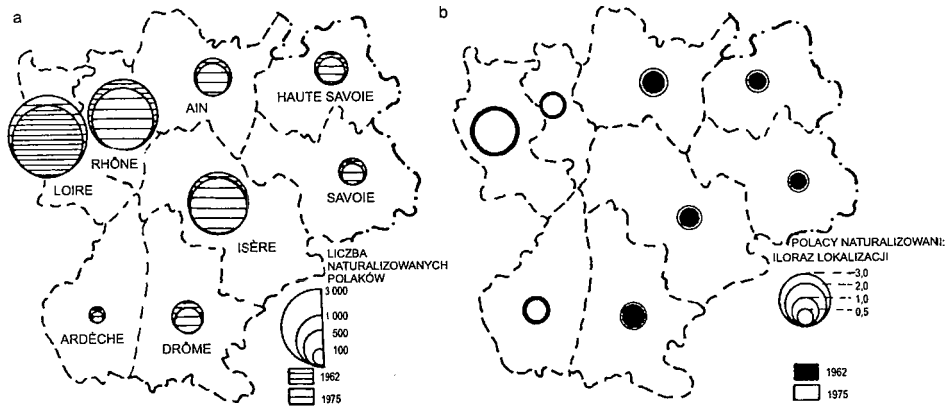 a
AIN
HAUTE SAVOIE
RHÔNE
LOIRE
SAVOIE
ISÈRE
LICZBA
NATURALIZOWANYCH
POLAKÓW
3 000
1 000
500
100
ARDÈCHE
DRÔME
1962
1975
b
POLACY NATURALIZOWANI:
ILORAZ LOKALIZACJI
3,0
2,0
1,0
0,5
1962
1975